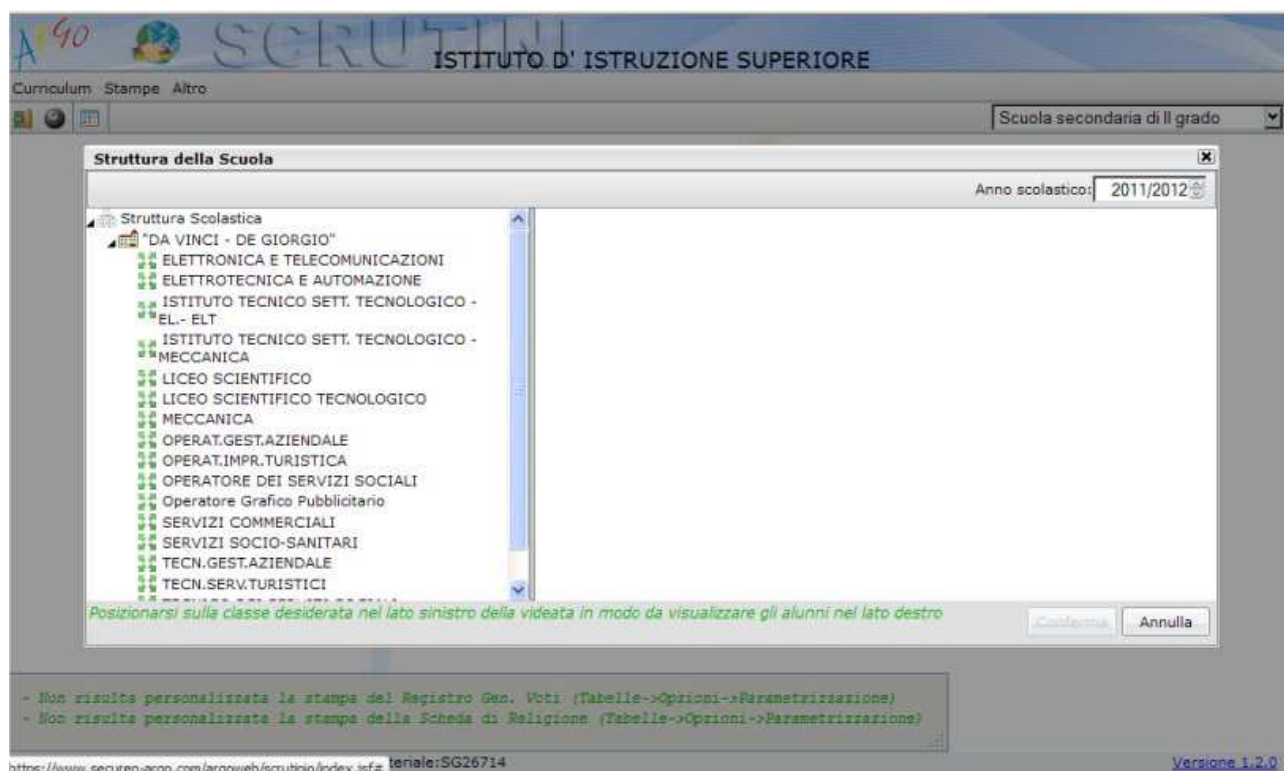 Argo SCRUTINI ISTITUTO D' ISTRUZIONE SUPERIORE
Curriculum Stampe Altro
Scuola secondaria di II grado
Struttura della Scuola
Anno scolastico: 2011/2012
Struttura Scolastica
"DA VINCI - DE GIORGIO"
ELETTRONICA E TELECOMUNICAZIONI
ELETTROTECNICA E AUTOMAZIONE
ISTITUTO TECNICO SETT. TECNOLOGICO -
EL.- ELT
ISTITUTO TECNICO SETT. TECNOLOGICO -
MECCANICA
LICEO SCIENTIFICO
LICEO SCIENTIFICO TECNOLOGICO
MECCANICA
OPERAT.GEST.AZIENDALE
OPERAT.IMPR.TURISTICA
OPERATORE DEI SERVIZI SOCIALI
Operatore Grafico Pubblicitario
SERVIZI COMMERCIALI
SERVIZI SOCIO-SANITARI
TECN.GEST.AZIENDALE
TECN.SERV.TURISTICI
Posizionarsi sulla classe desiderata nel lato sinistro della videata in modo da visualizzare gli alunni nel lato destro
Conferma Annulla
- Non risulta personalizzata la stampa del Registro Gen. Voti (Tabelle->Opzioni->Parametrizzazione)
- Non risulta personalizzata la stampa della Scheda di Religione (Tabelle->Opzioni->Parametrizzazione)
teriale:SG26714
Versione 1.2.0